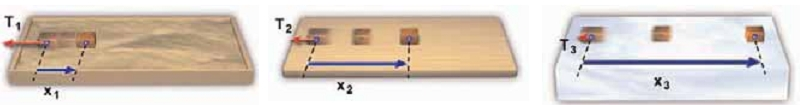 T₁
x₁
T₂
x₂
T₃
x₃